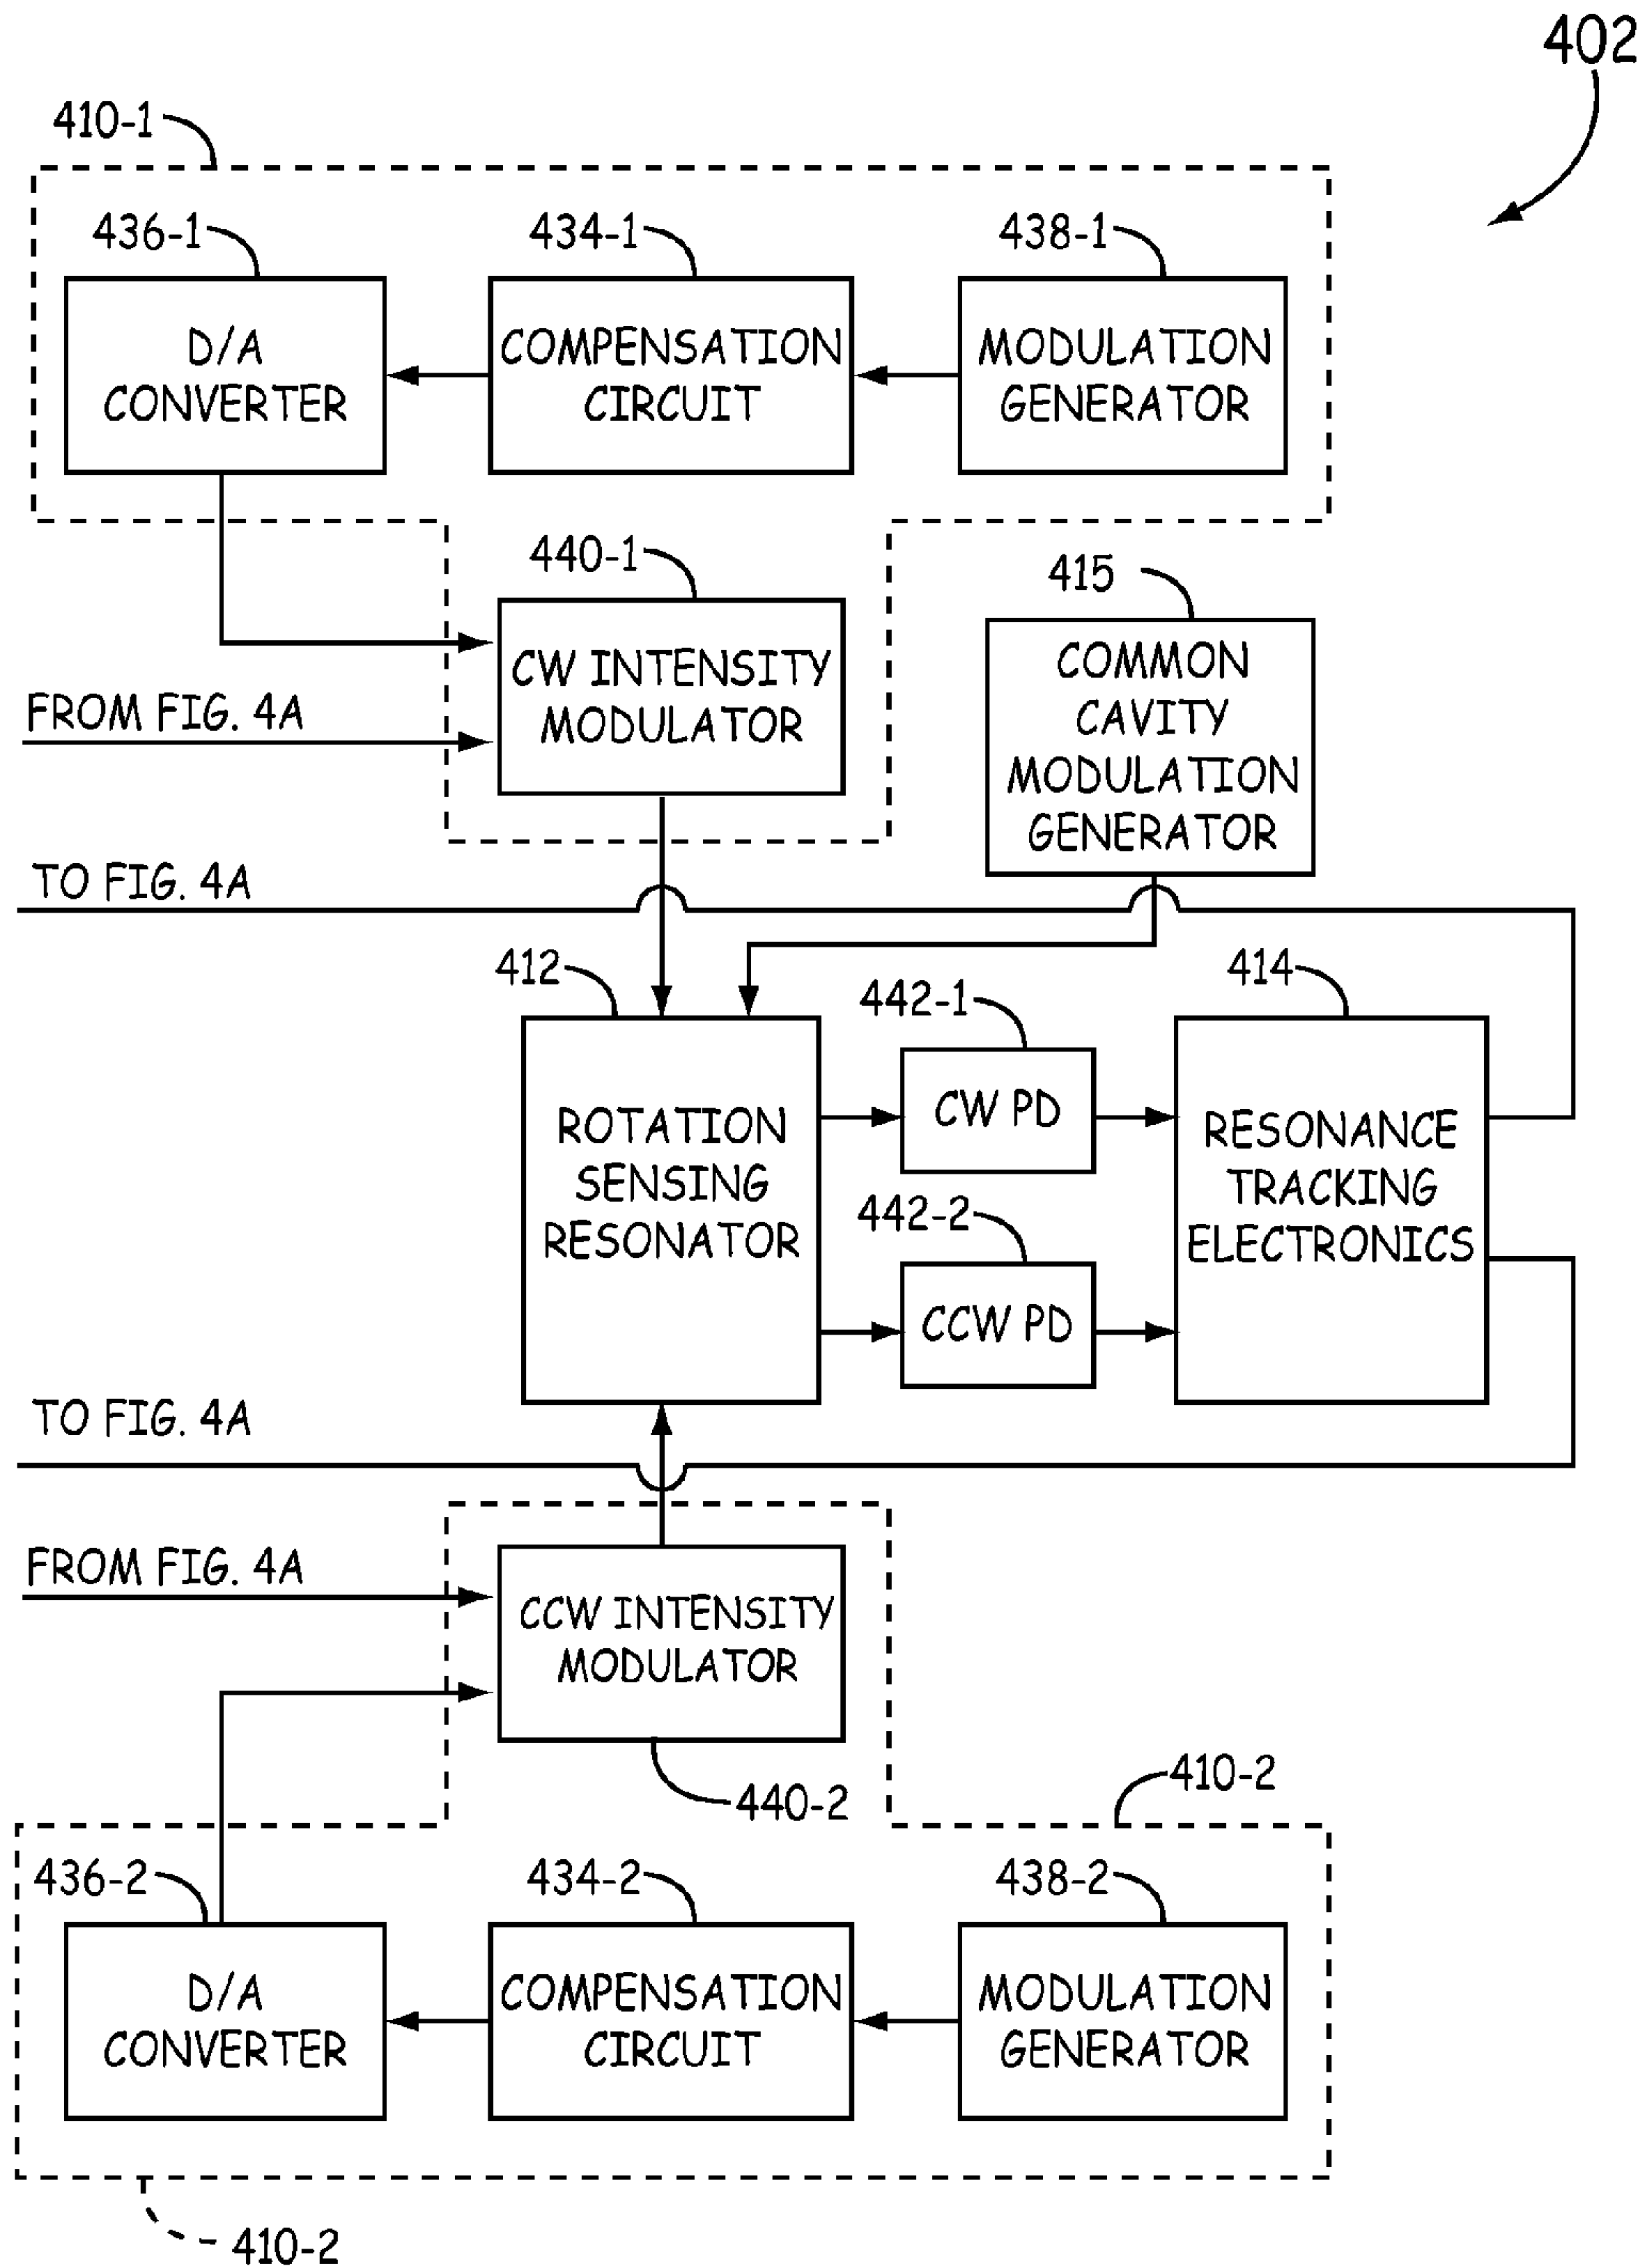 402
410-1
436-1
434-1
438-1
D/A
CONVERTER
COMPENSATION
CIRCUIT
MODULATION
GENERATOR
440-1
415
CW INTENSITY
MODULATOR
COMMON
CAVITY
MODULATION
GENERATOR
FROM FIG. 4A
TO FIG. 4A
412
442-1
414
ROTATION
SENSING
RESONATOR
CW PD
442-2
CCW PD
RESONANCE
TRACKING
ELECTRONICS
TO FIG. 4A
FROM FIG. 4A
CCW INTENSITY
MODULATOR
440-2
410-2
436-2
434-2
438-2
D/A
CONVERTER
COMPENSATION
CIRCUIT
MODULATION
GENERATOR
410-2